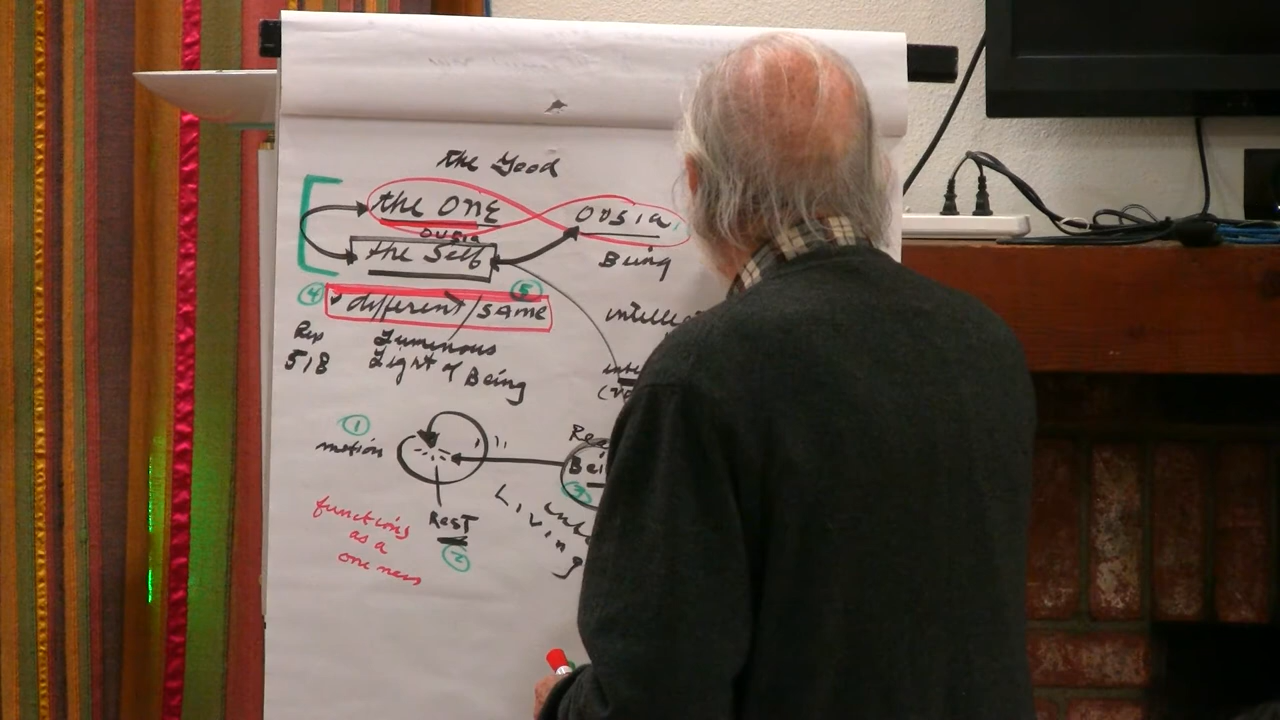 the Good
the ONE
OUSIA
OUSIA
the Self
Being
④
⑤
different/same
Rep
518
Luminous
Light of Being
①
motion
Living
③
REST
②
functions
as a
oneness